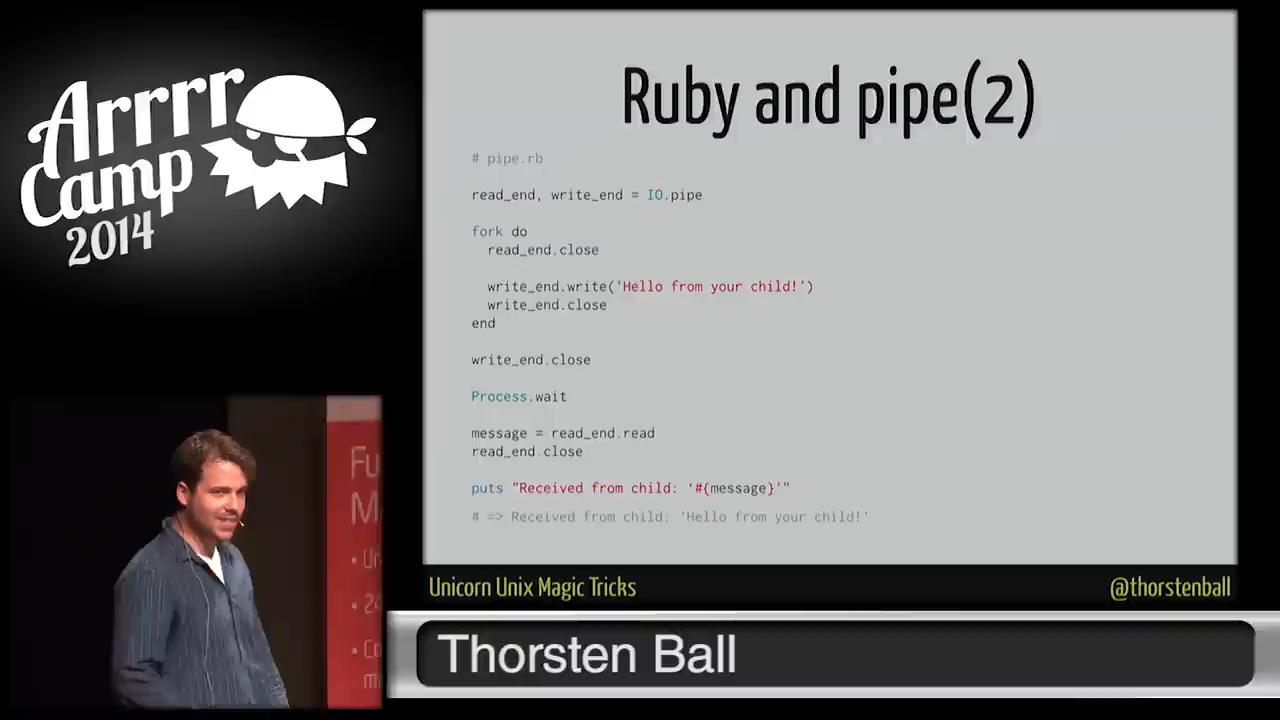 Arrrr
Camp
2014
Ruby and pipe(2)
# pipe.rb
read_end, write_end = IO.pipe
fork do
read_end.close
write_end.write('Hello from your child!')
write_end.close
end
write_end.close
Process.wait
message = read_end.read
read_end.close
puts "Received from child: '#{message}'"
# => Received from child: 'Hello from your child!'
Unicorn Unix Magic Tricks
@thorstenball
Thorsten Ball